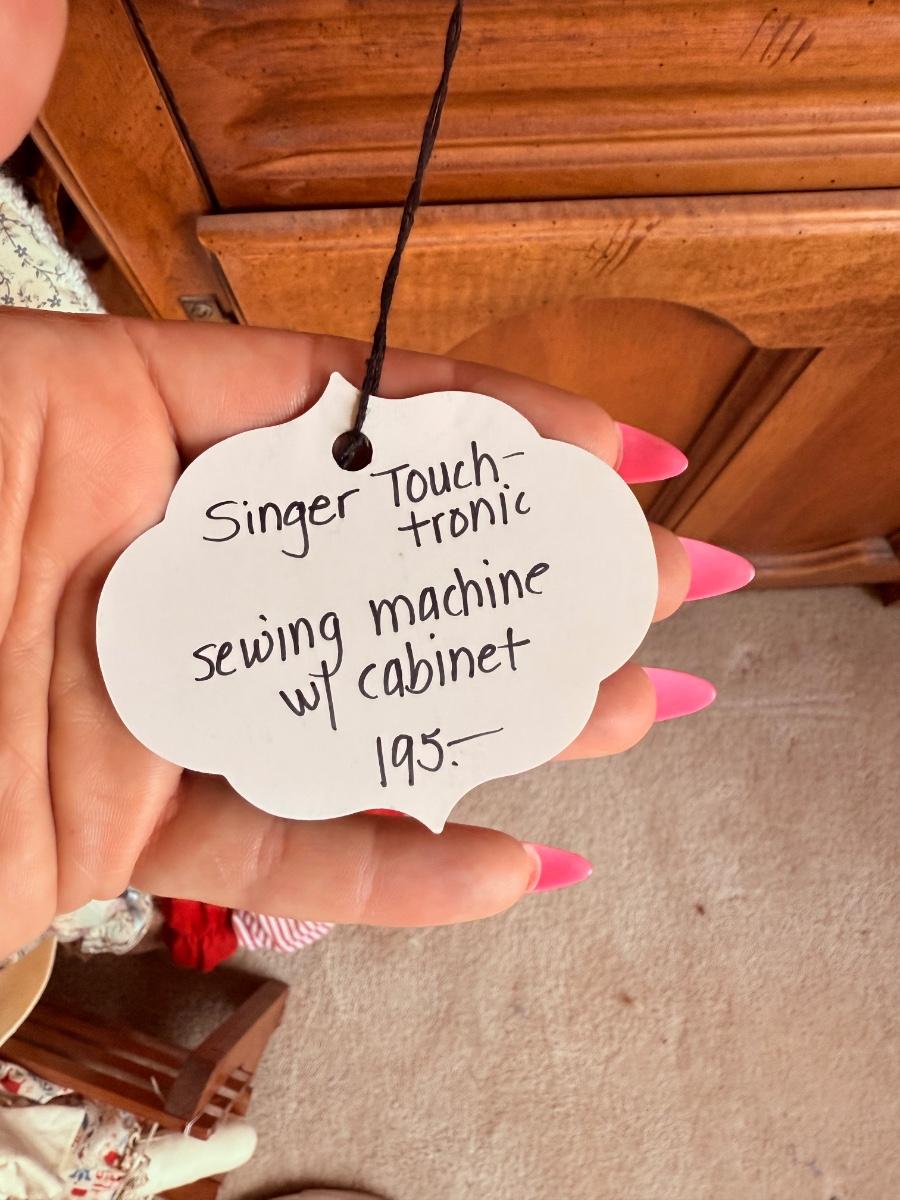 Singer Touch-
tronic
sewing machine
w/ cabinet
195.—